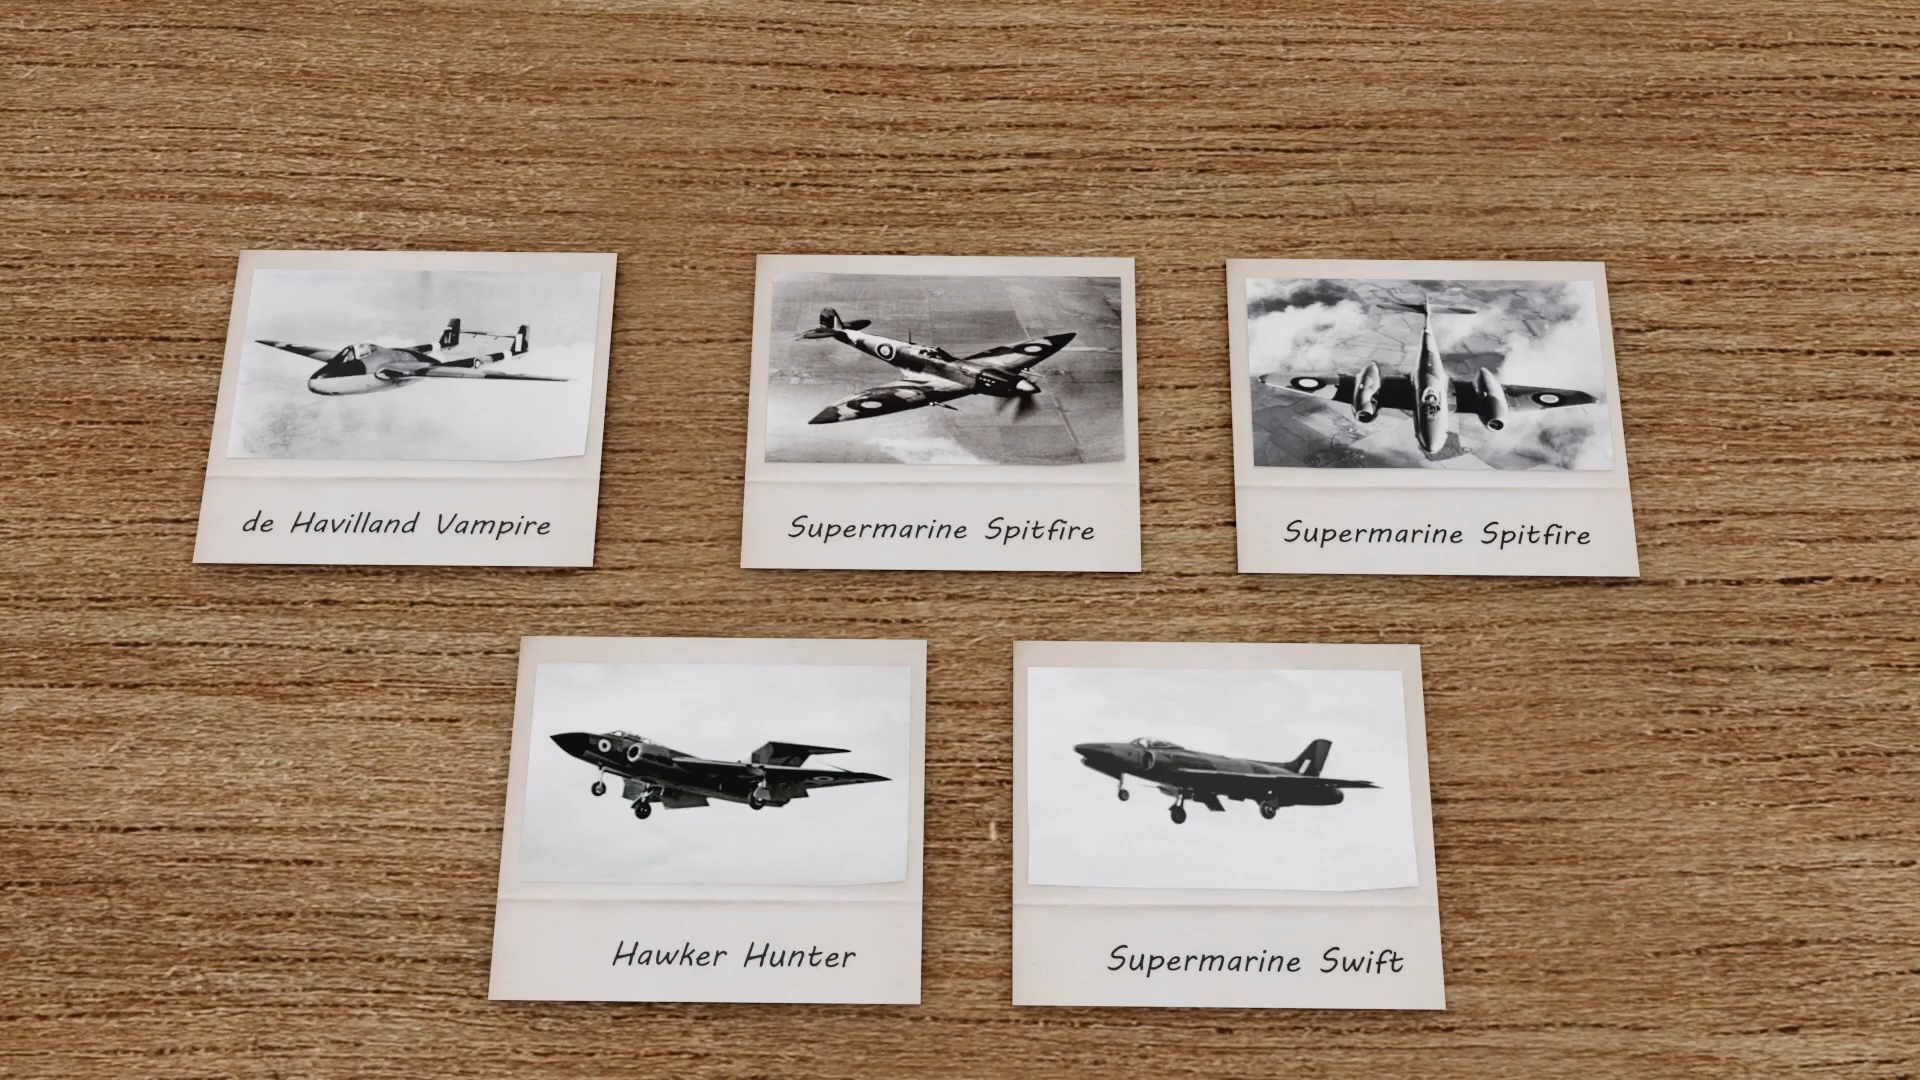 de Havilland Vampire
Supermarine Spitfire
Supermarine Spitfire
Hawker Hunter
Supermarine Swift